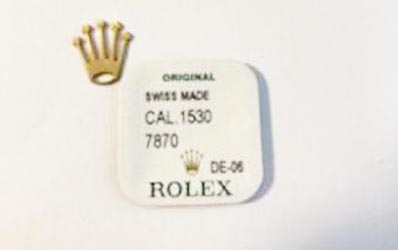 ORIGINAL
SWISS MADE
CAL.1530
7870
DE-06
ROLEX